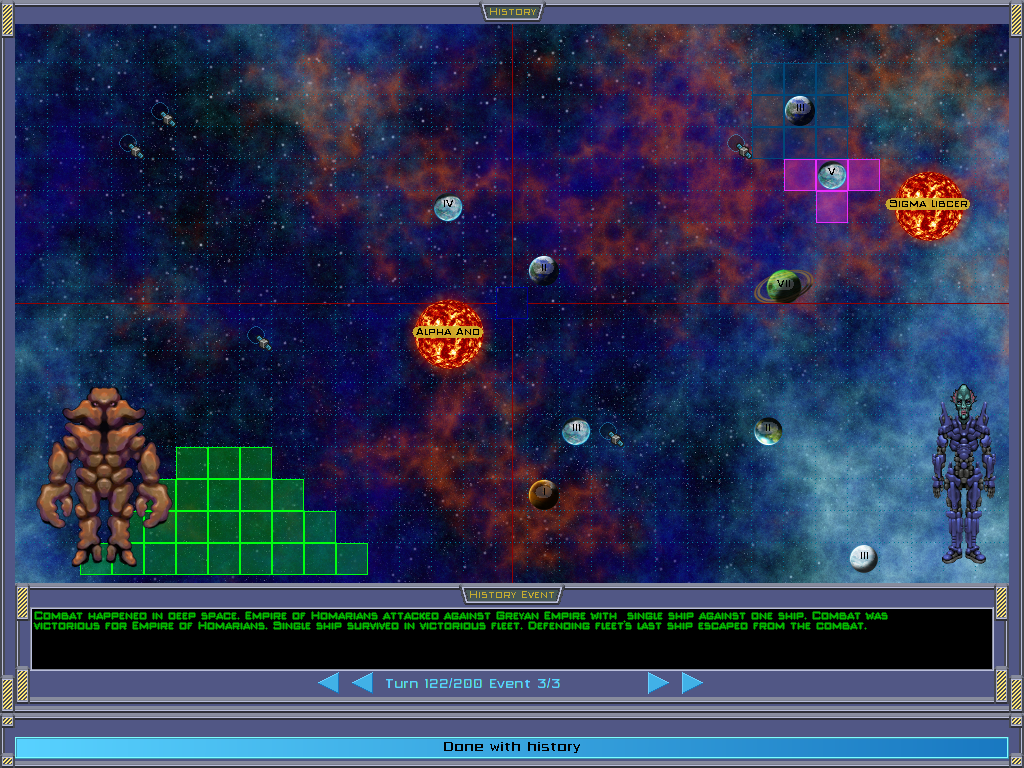 History
III
V
Sigma Libcer
IV
II
VII
Alpha And
III
II
I
III
History Event
Combat happened in deep space. Empire of Homarians attacked against Greyan Empire with single ship against one ship. Combat was
victorious for Empire of Homarians. Single ship survived in victorious fleet. Defending fleet's last ship escaped from the combat.
Turn 122/200 Event 3/3
Done with history